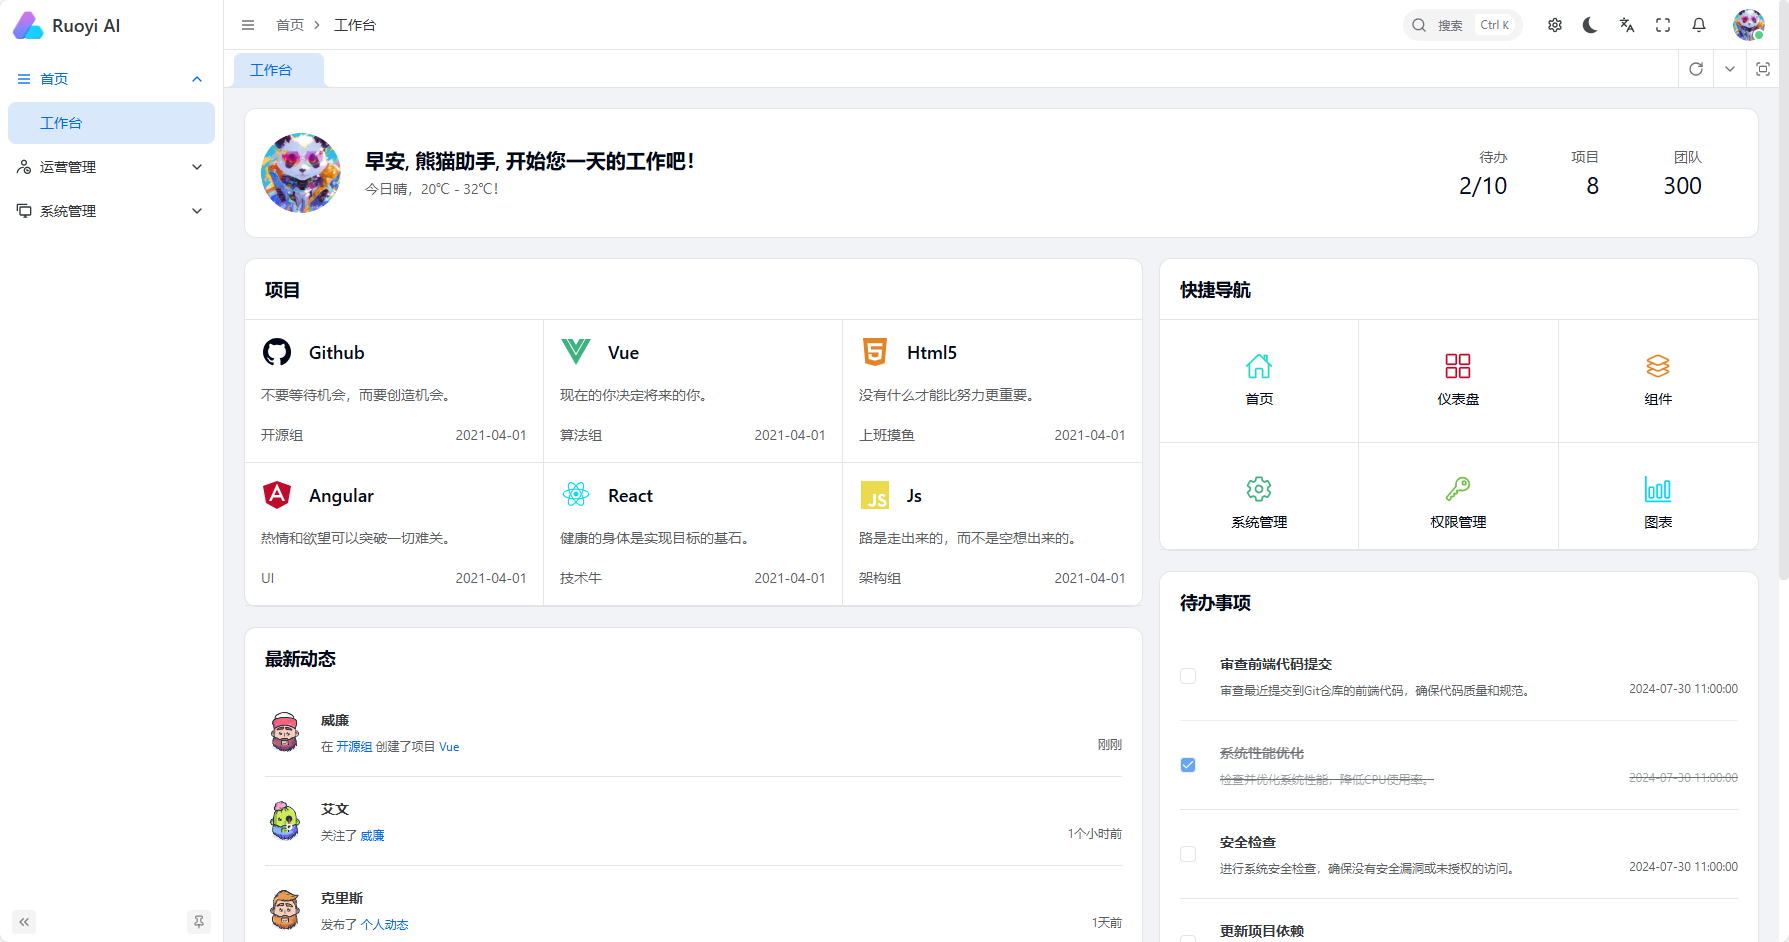 Ruoyi AI
首页
工作台
运营管理
系统管理
首页 > 工作台
搜索 Ctrl K
工作台
早安, 熊猫助手, 开始您一天的工作吧！
今日晴，20℃ - 32℃！
待办 项目 团队
2/10 8 300
项目
Github
不要等待机会，而要创造机会。
开源组 2021-04-01
Vue
现在的你决定将来的你。
算法组 2021-04-01
Html5
没有什么才能比努力更重要。
上班摸鱼 2021-04-01
Angular
热情和欲望可以突破一切难关。
UI 2021-04-01
React
健康的身体是实现目标的基石。
技术牛 2021-04-01
JS
Js
路是走出来的，而不是空想出来的。
架构组 2021-04-01
最新动态
威廉
在 开源组 创建了项目 Vue
刚刚
艾文
关注了 威廉
1个小时前
克里斯
发布了 个人动态
1天前
快捷导航
首页 仪表盘 组件
系统管理 权限管理 图表
待办事项
审查前端代码提交
审查最近提交到Git仓库的前端代码，确保代码质量和规范。
2024-07-30 11:00:00
系统性能优化
检查并优化系统性能，降低CPU使用率。
2024-07-30 11:00:00
安全检查
进行系统安全检查，确保没有安全漏洞或未授权的访问。
2024-07-30 11:00:00
更新项目依赖